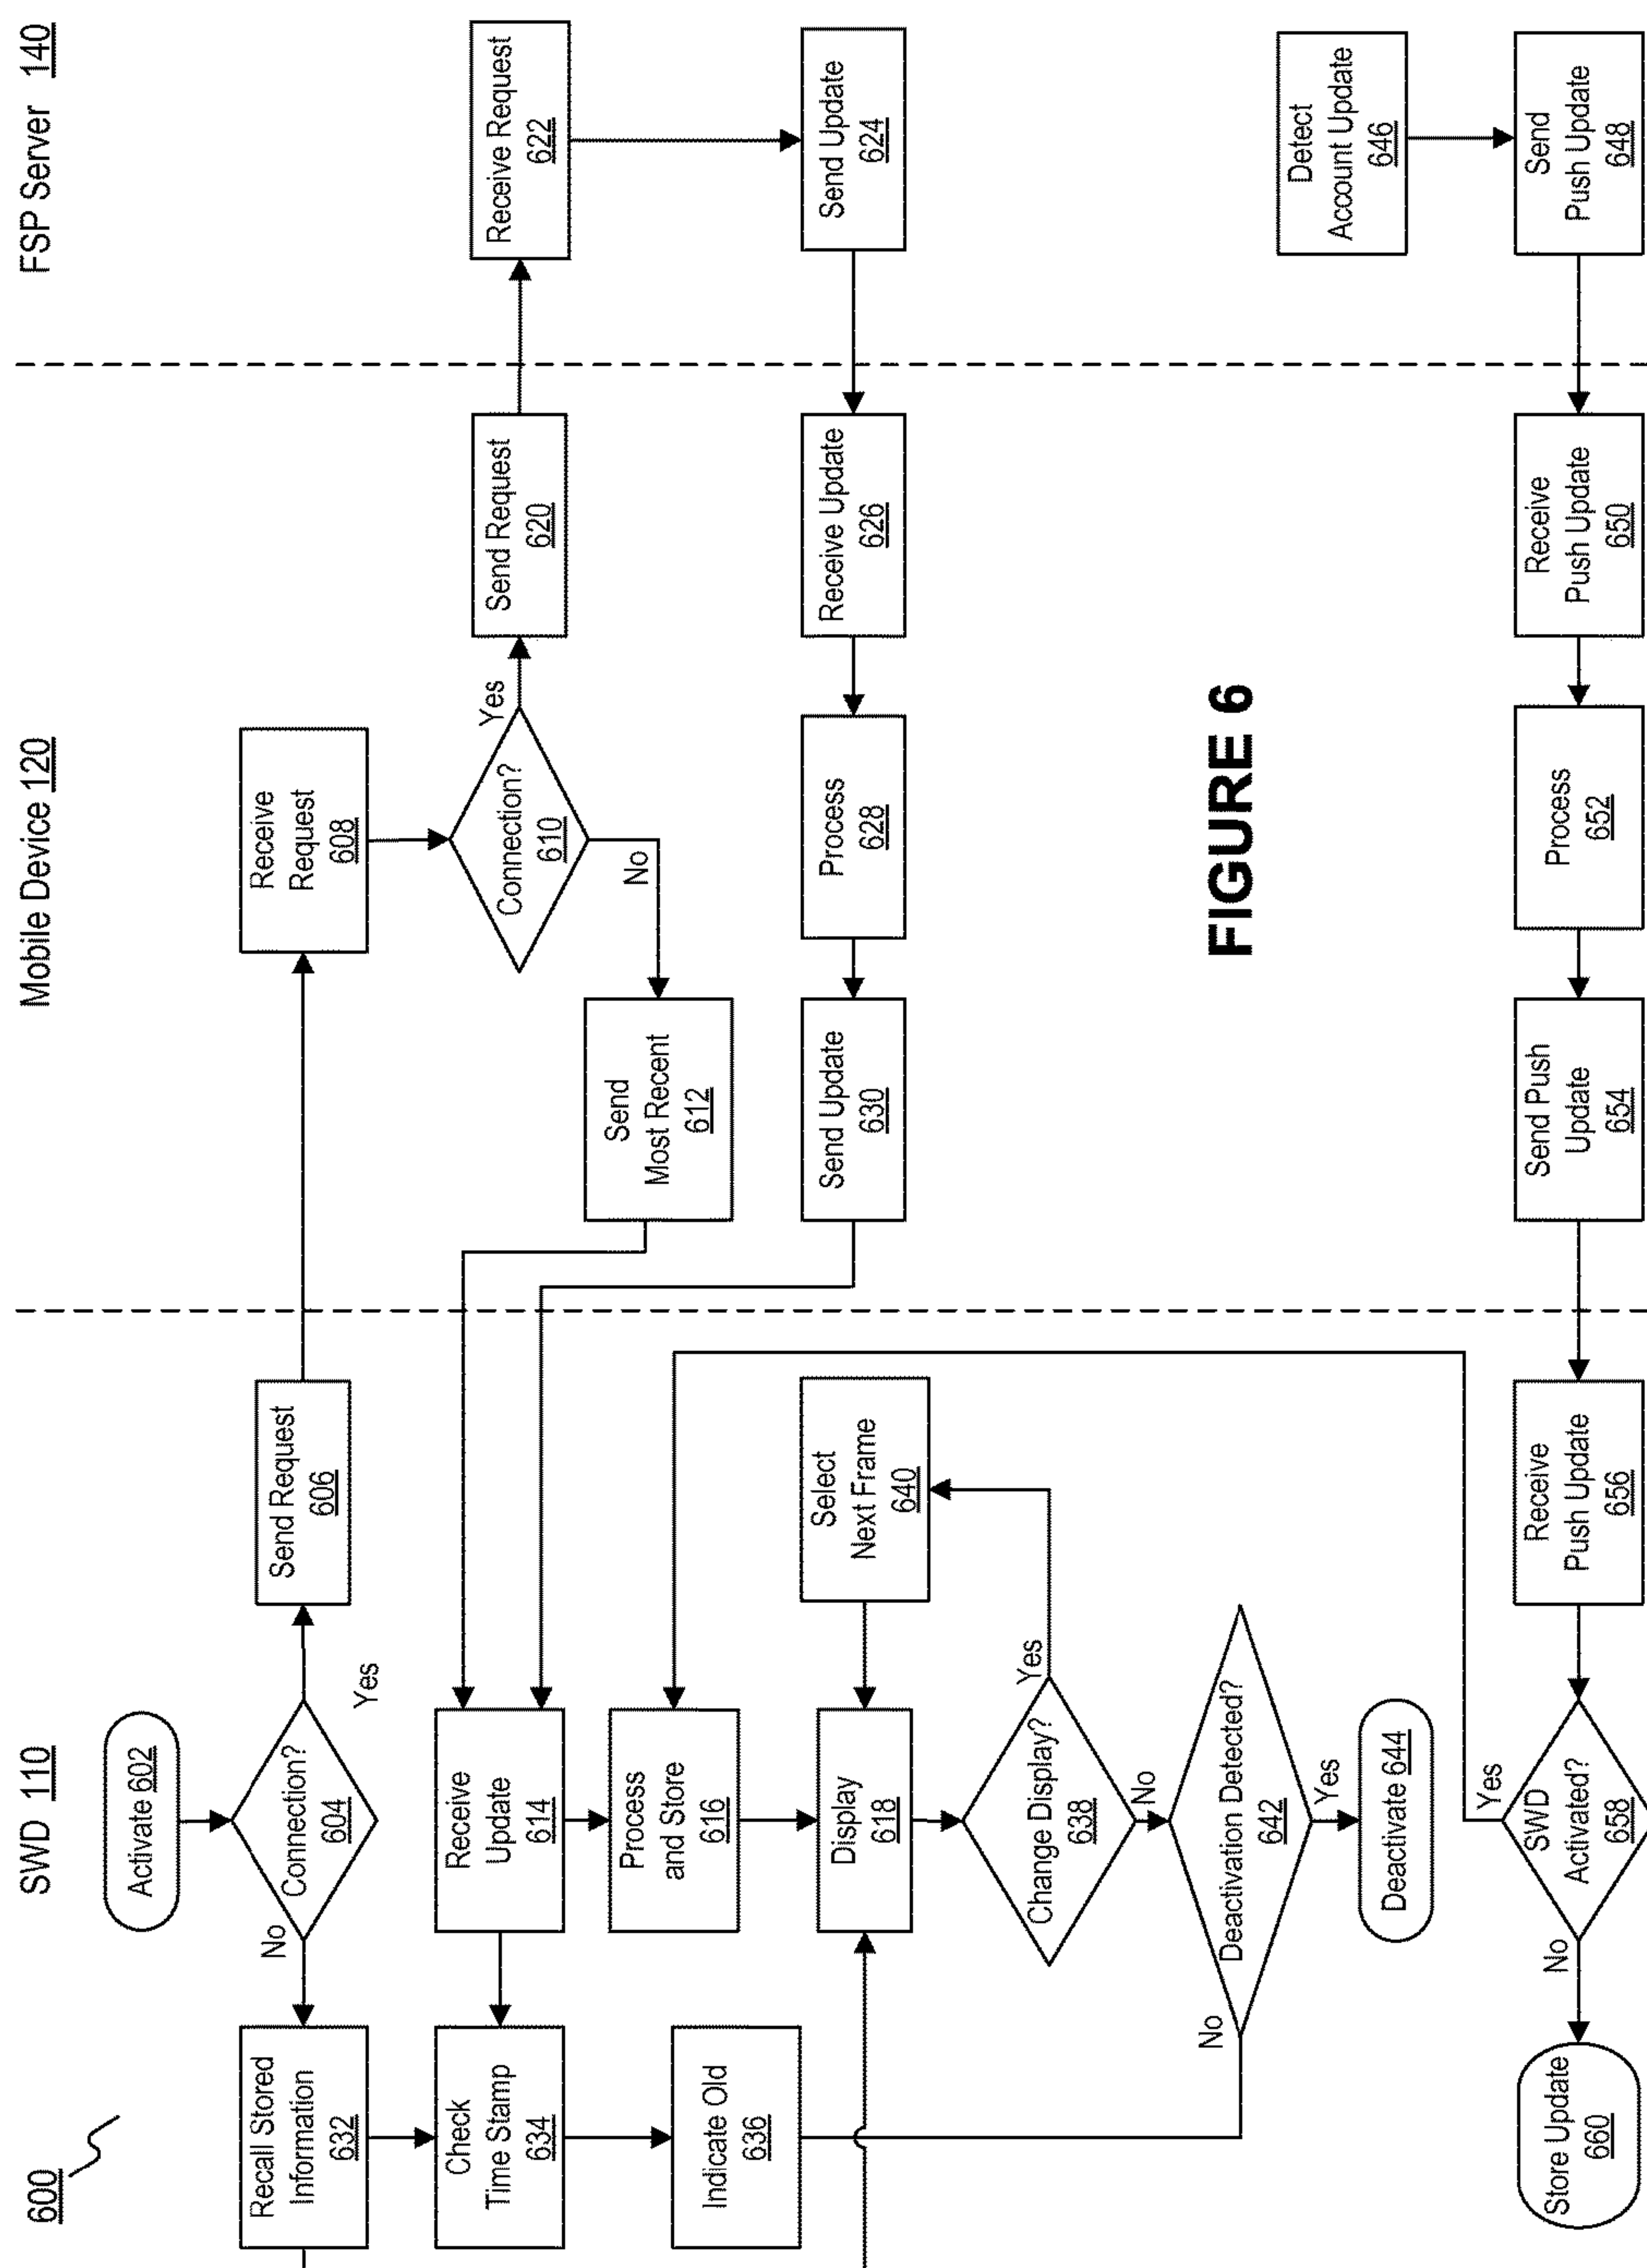 600
SWD 110
Mobile Device 120
FSP Server 140
Activate 602
Connection?
604
No
Yes
Send Request
606
Receive
Request
608
Connection?
610
Yes
No
Send Request
620
Receive Request
622
Send
Most Recent
612
Recall Stored
Information
632
Receive
Update
614
Check
Time Stamp
634
Process
and Store
616
Indicate Old
636
Send Update
624
Receive Update
626
Process
628
Send Update
630
Display
618
Select
Next Frame
640
Change Display?
638
Yes
No
Deactivation Detected?
642
No
Yes
Deactivate 644
Detect
Account Update
646
Send
Push Update
648
Receive
Push Update
650
Process
652
Send Push
Update
654
Receive
Push Update
656
SWD
Activated?
658
Yes
No
Store Update
660
FIGURE 6